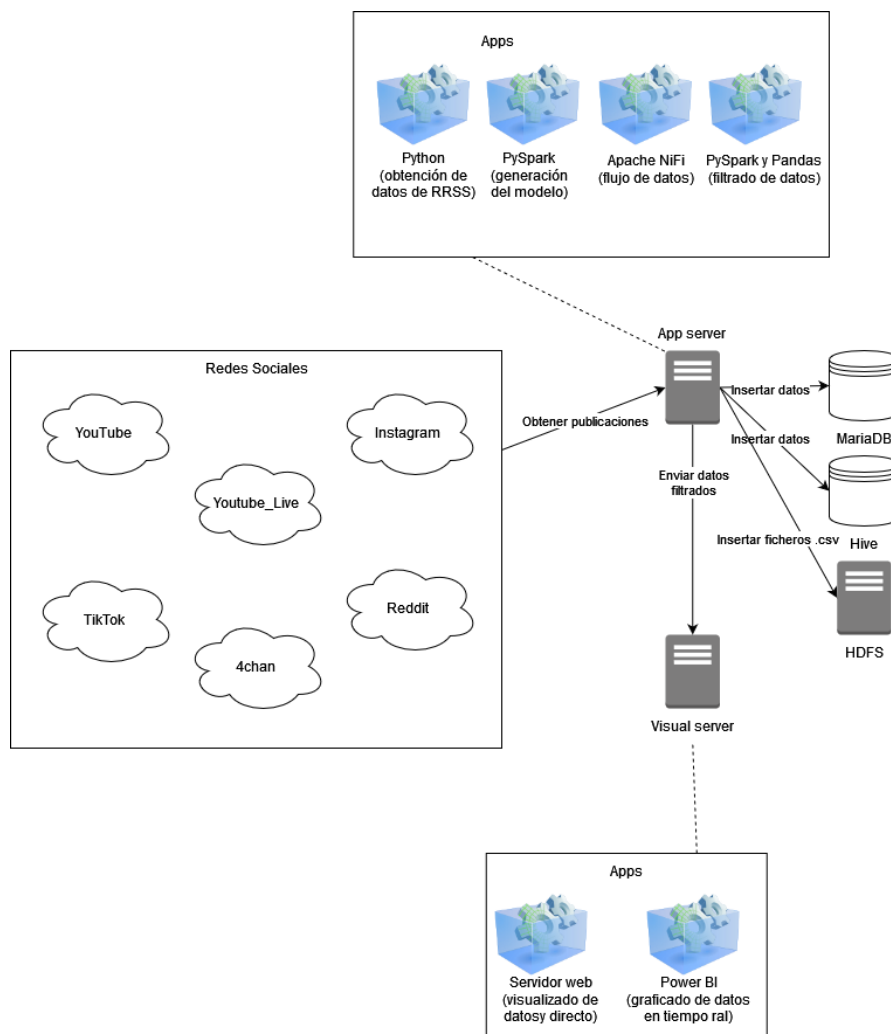 Apps
Python
(obtención de
datos de RRSS)
PySpark
(generación
del modelo)
Apache NiFi
(flujo de datos)
PySpark y Pandas
(filtrado de datos)
App server
Redes Sociales
YouTube
Instagram
Youtube_Live
TikTok
Reddit
4chan
Obtener publicaciones
Insertar datos
MariaDB
Insertar datos
Hive
Enviar datos
filtrados
Insertar ficheros .csv
HDFS
Visual server
Apps
Servidor web
(visualizado de
datosy directo)
Power BI
(graficado de datos
en tiempo ral)